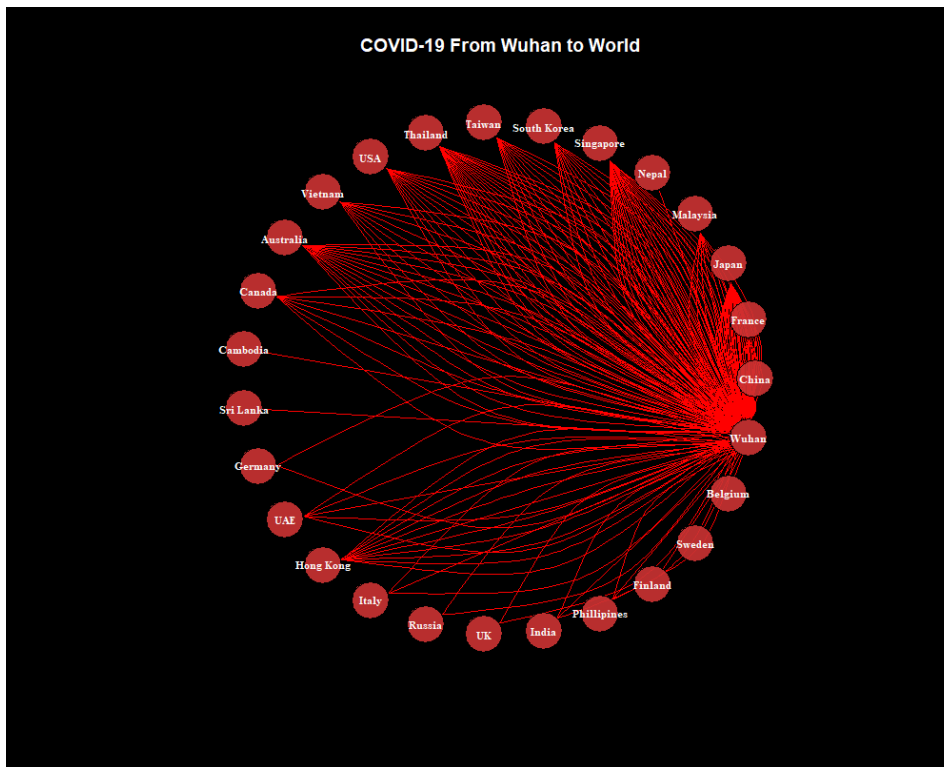 COVID-19 From Wuhan to World
Taiwan
South Korea
Thailand
Singapore
USA
Nepal
Vietnam
Malaysia
Australia
Japan
Canada
France
Cambodia
China
Sri Lanka
Wuhan
Germany
Belgium
UAE
Sweden
Hong Kong
Finland
Italy
Phillipines
Russia
India
UK